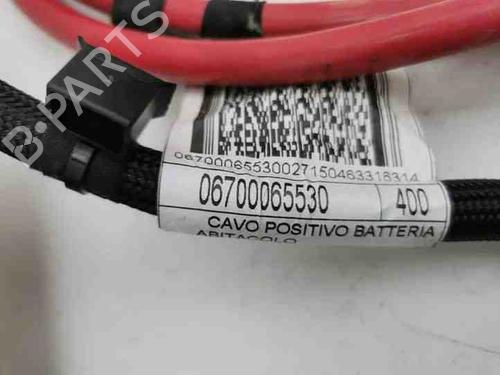 B-PARTS
06700065530027150463318314
06700065530 400
CAVO POSITIVO BATTERIA
ABITACOLO